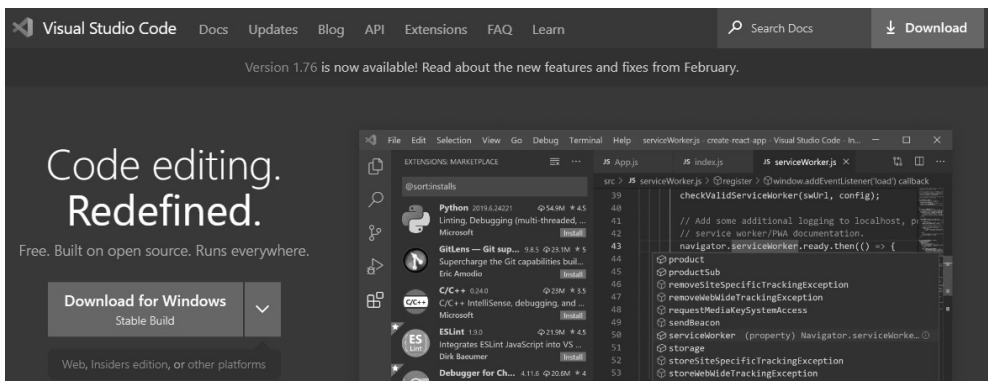 Visual Studio Code Docs Updates Blog API Extensions FAQ Learn Search Docs Download
Version 1.76 is now available! Read about the new features and fixes from February.
Code editing.
Redefined.
Free. Built on open source. Runs everywhere.
Download for Windows
Stable Build
Web, Insiders edition, or other platforms
File Edit Selection View Go Debug Terminal Help serviceWorker.js - create-react-app - Visual Studio Code - In...
EXTENSIONS: MARKETPLACE
@sort:installs
Python 2019.6.24221 54.9M ★ 4.5
Linting, Debugging (multi-threaded, ...
Microsoft Install
GitLens — Git sup... 9.8.5 23.1M ★ 5
Supercharge the Git capabilities buil...
Eric Amodio Install
C/C++ 0.24.0 23M ★ 3.5
C/C++ IntelliSense, debugging, and ...
Microsoft Install
ESLint 1.9.0 21.9M ★ 4.5
Integrates ESLint JavaScript into VS ...
Dirk Baeumer Install
Debugger for Ch... 4.11.6 20.6M ★ 4
JS App.js JS index.js JS serviceWorker.js
src > JS serviceWorker.js > register > window.addEventListener('load') callback
39 checkValidServiceWorker(swUrl, config);
40
41 // Add some additional logging to localhost, p
42 // service worker/PWA documentation.
43 navigator.serviceWorker.ready.then(() => {
44 product
45 productSub
46 removeSiteSpecificTrackingException
47 removeWebWideTrackingException
48 requestMediaKeySystemAccess
49 sendBeacon
50 serviceWorker (property) Navigator.serviceWorke...
51 storage
52 storeSiteSpecificTrackingException
53 storeWebWideTrackingException